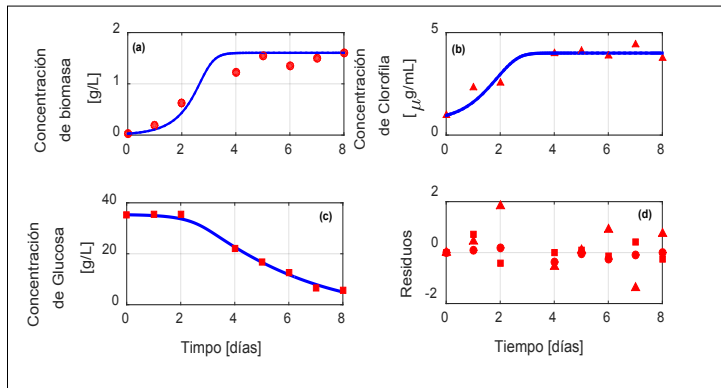 (a)
Concentración
de biomasa
[g/L]
2
1
0
0 2 4 6 8
(b)
Concentración
de Clorofila
[μg/mL]
5
0
0 2 4 6 8
(c)
Concentración
de Glucosa
[g/L]
40
20
0
0 2 4 6 8
Timpo [días]
(d)
Residuos
2
0
-2
0 2 4 6 8
Tiempo [días]